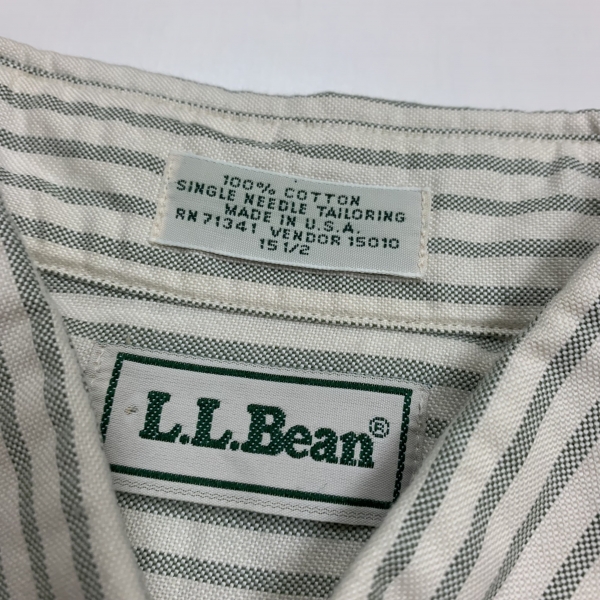 100% COTTON
SINGLE NEEDLE TAILORING
MADE IN U.S.A.
RN 71341 VENDOR 15010
15 1/2
L.L.Bean®